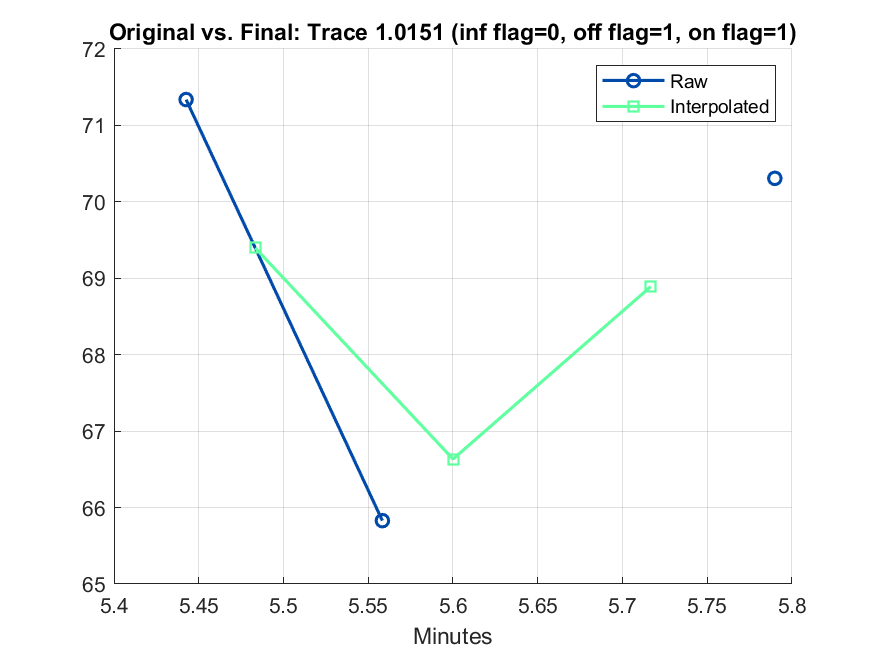 Original vs. Final: Trace 1.0151 (inf flag=0, off flag=1, on flag=1)
72
71
70
69
68
67
66
65
Raw
Interpolated
5.4 5.45 5.5 5.55 5.6 5.65 5.7 5.75 5.8
Minutes